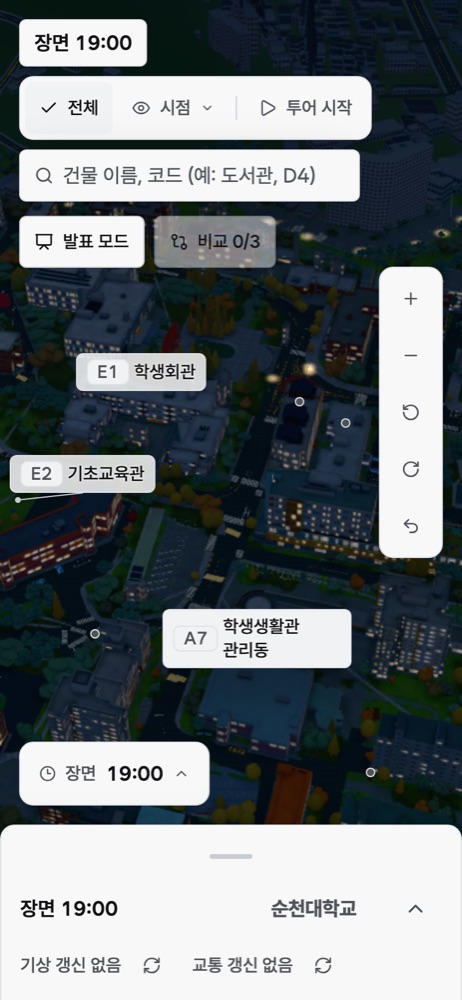 장면 19:00
전체 시점 투어 시작
건물 이름, 코드 (예: 도서관, D4)
발표 모드 비교 0/3
E1 학생회관
E2 기초교육관
A7 학생생활관
관리동
장면 19:00
장면 19:00 순천대학교
기상 갱신 없음 교통 갱신 없음